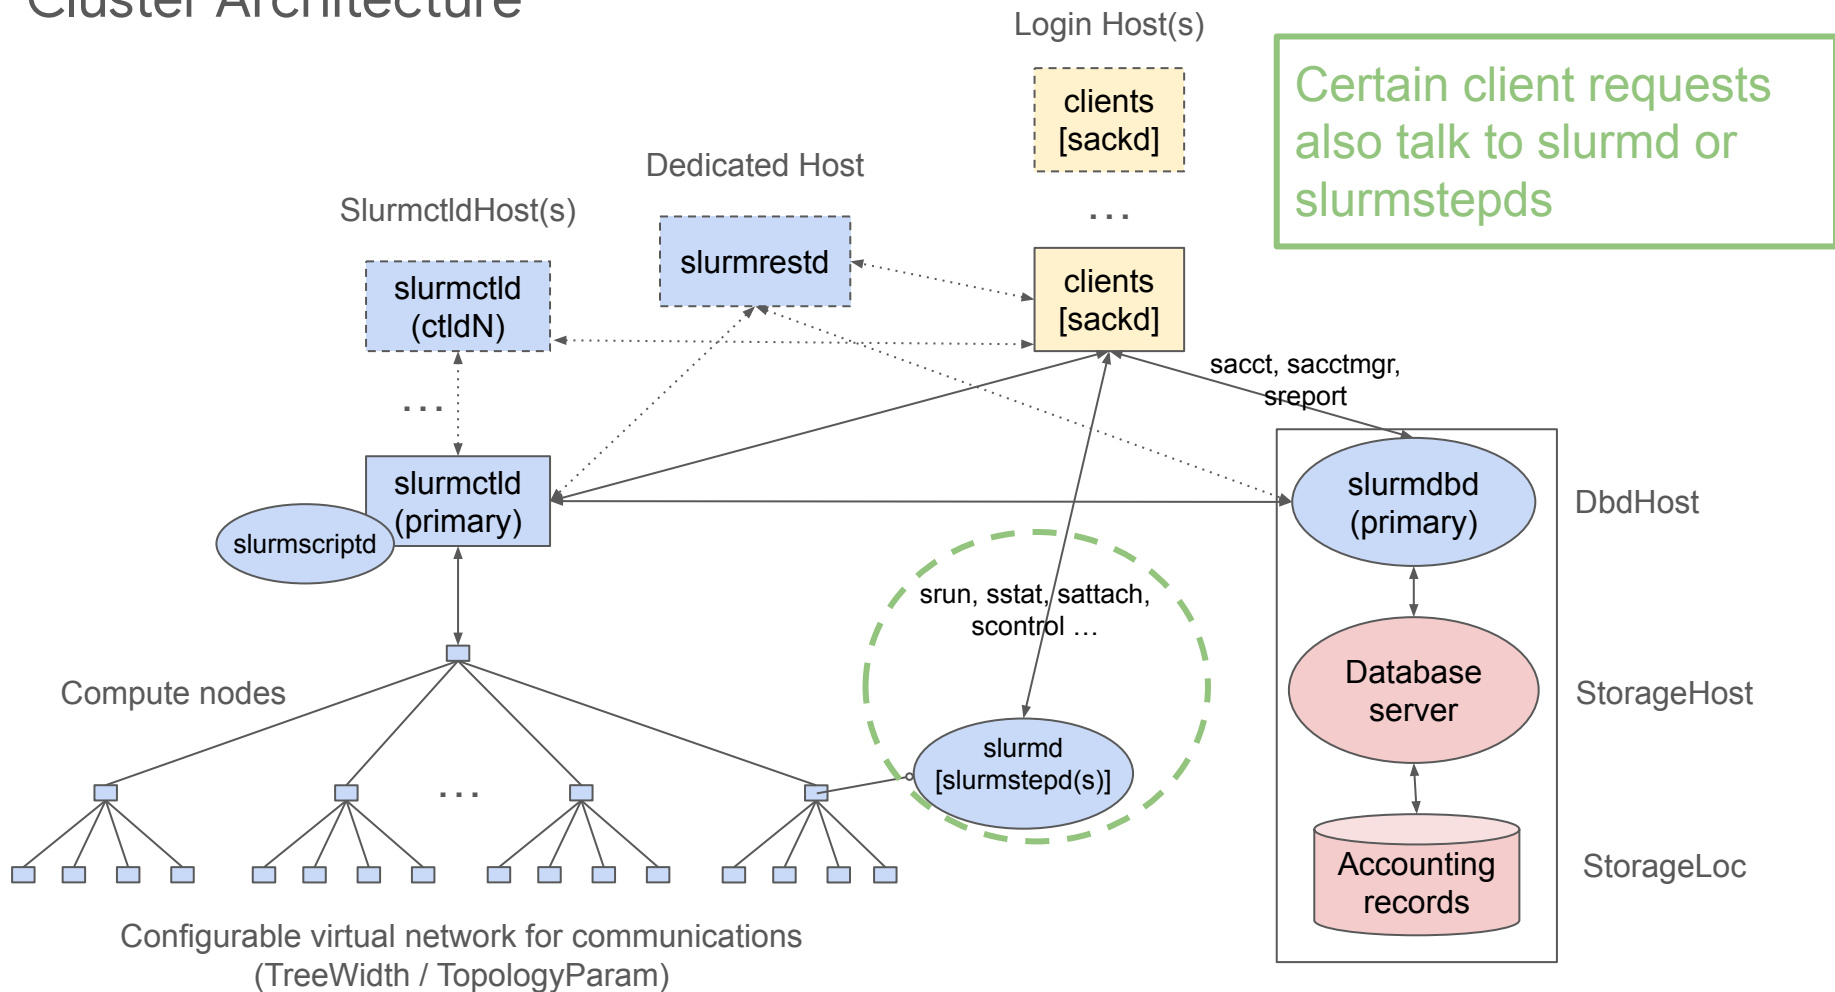 Cluster Architecture
Login Host(s)
clients
[sackd]
Certain client requests
also talk to slurmd or
slurmstepds
Dedicated Host
SlurmctldHost(s)
...
slurmrestd
slurmctld
(ctldN)
clients
[sackd]
sacct, sacctmgr,
sreport
...
slurmctld
(primary)
slurmscriptd
slurmdbd
(primary)
DbdHost
srun, sstat, sattach,
scontrol …
Compute nodes
Database
server
StorageHost
slurmd
[slurmstepd(s)]
...
Accounting
records
StorageLoc
Configurable virtual network for communications
(TreeWidth / TopologyParam)